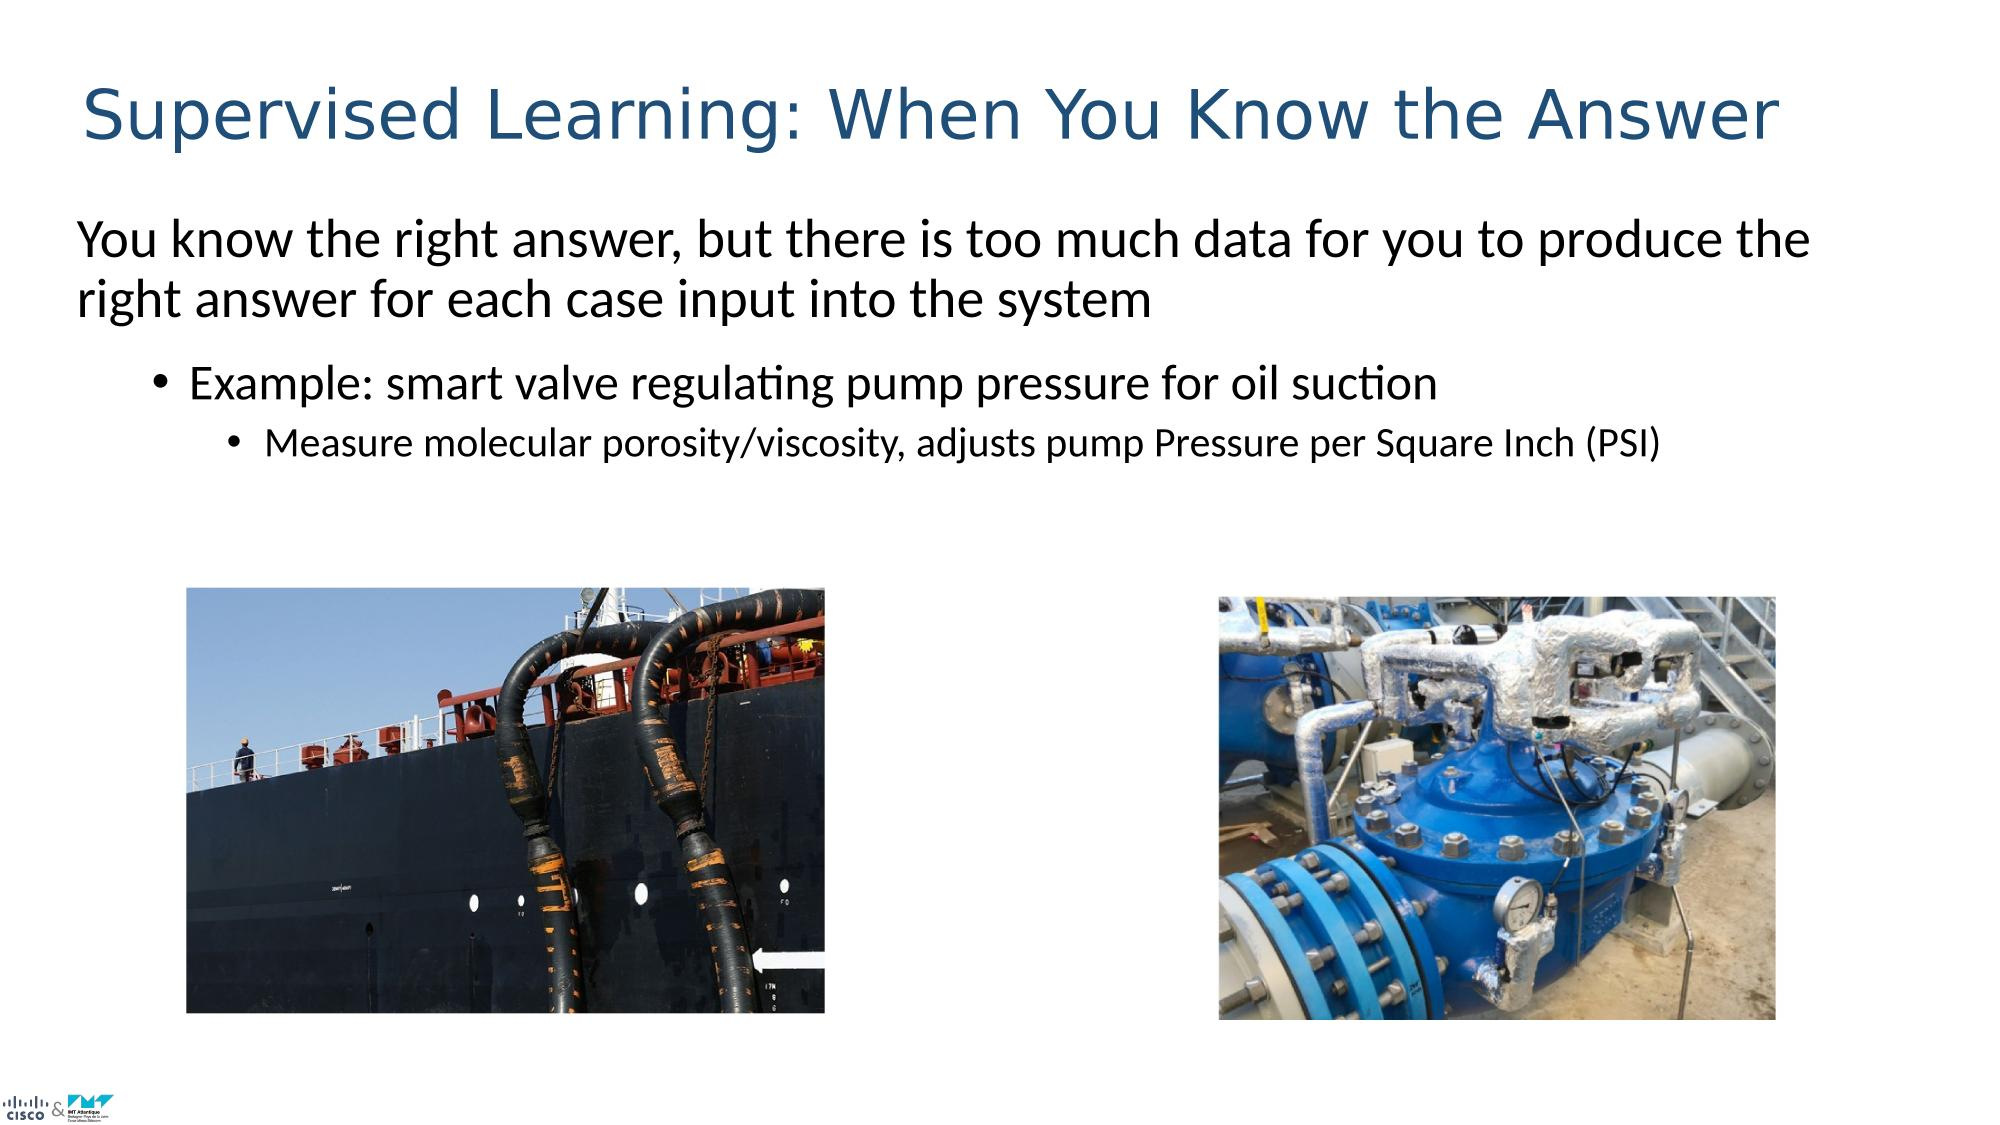 Supervised Learning: When You Know the Answer
You know the right answer, but there is too much data for you to produce the
right answer for each case input into the system
• Example: smart valve regulating pump pressure for oil suction
• Measure molecular porosity/viscosity, adjusts pump Pressure per Square Inch (PSI)
CISCO & IMT Atlantique